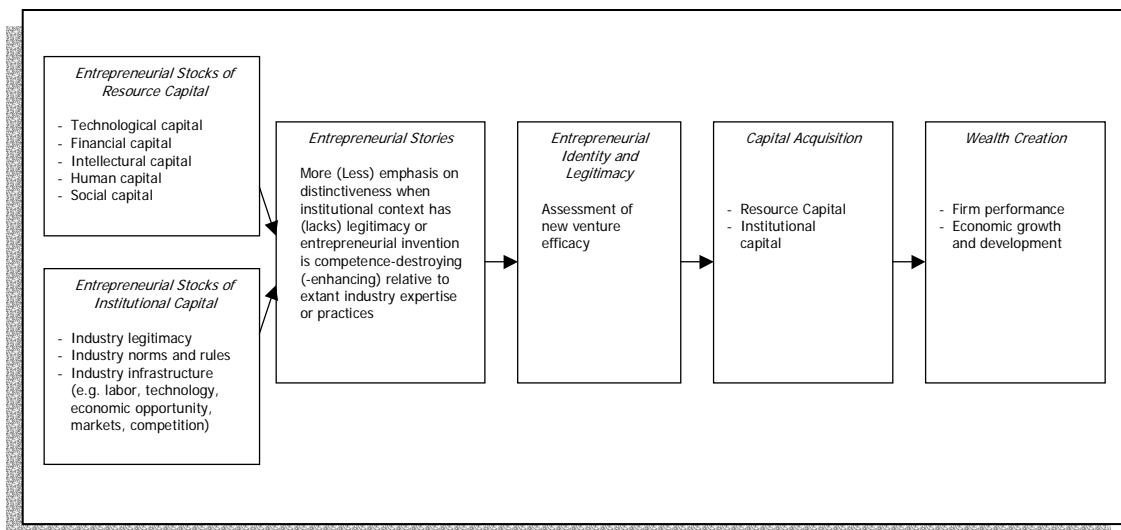 Entrepreneurial Stocks of
Resource Capital
- Technological capital
- Financial capital
- Intellectural capital
- Human capital
- Social capital
Entrepreneurial Stocks of
Institutional Capital
- Industry legitimacy
- Industry norms and rules
- Industry infrastructure
(e.g. labor, technology,
economic opportunity,
markets, competition)
Entrepreneurial Stories
More (Less) emphasis on
distinctiveness when
institutional context has
(lacks) legitimacy or
entrepreneurial invention
is competence-destroying
(-enhancing) relative to
extant industry expertise
or practices
Entrepreneurial
Identity and
Legitimacy
Assessment of
new venture
efficacy
Capital Acquisition
- Resource Capital
- Institutional
capital
Wealth Creation
- Firm performance
- Economic growth
and development